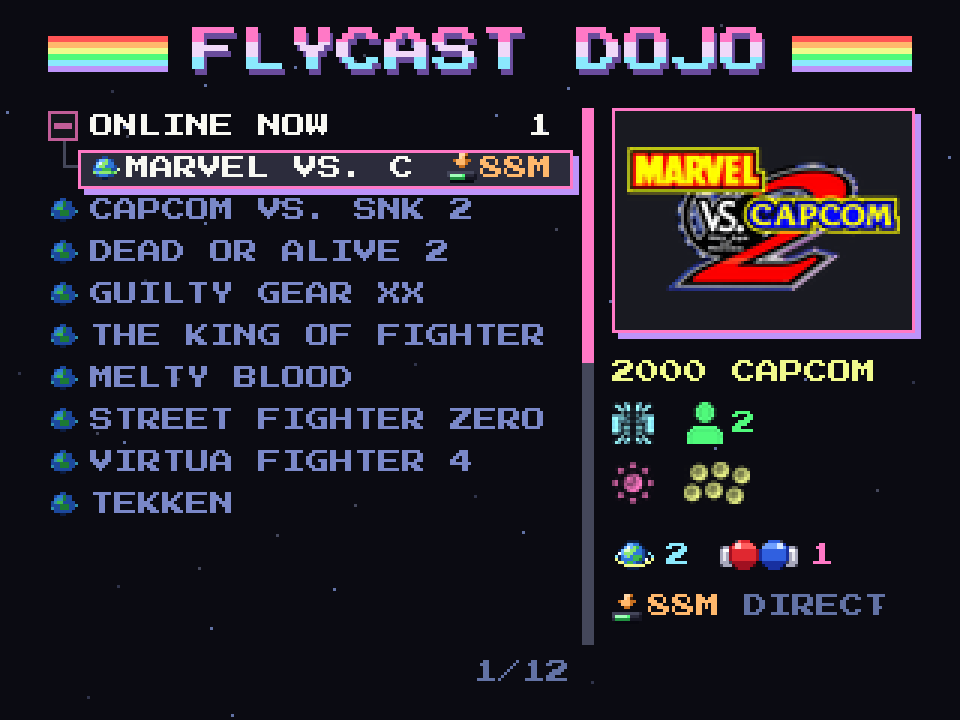 FLYCAST DOJO
ONLINE NOW 1
MARVEL VS. C 88M
CAPCOM VS. SNK 2
DEAD OR ALIVE 2
GUILTY GEAR XX
THE KING OF FIGHTER
MELTY BLOOD
STREET FIGHTER ZERO
VIRTUA FIGHTER 4
TEKKEN
1/12
MARVEL
VS. CAPCOM
2
2000 CAPCOM
2
2 1
88M DIRECT